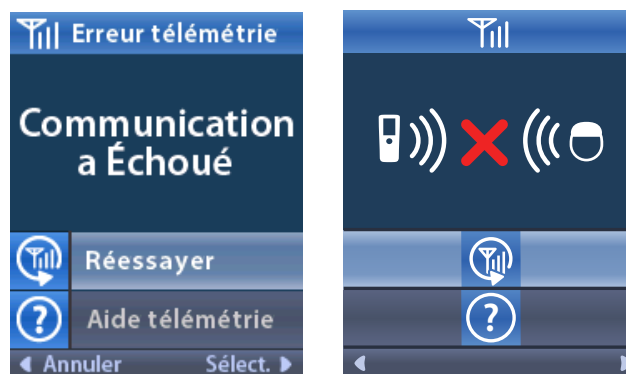 Erreur télémétrie
Communication
a Échoué
Réessayer
? Aide télémétrie
Annuler Sélect.
?